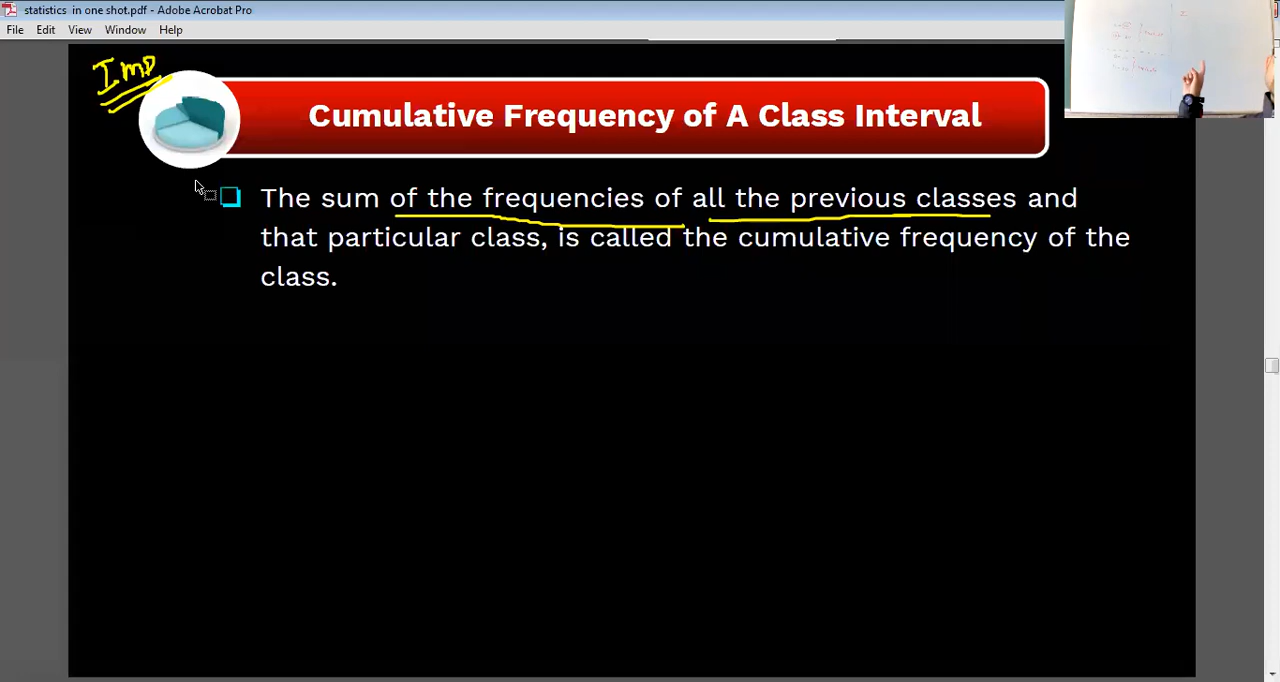 statistics in one shot.pdf - Adobe Acrobat Pro
File Edit View Window Help
Imp
Cumulative Frequency of A Class Interval
The sum of the frequencies of all the previous classes and
that particular class, is called the cumulative frequency of the
class.